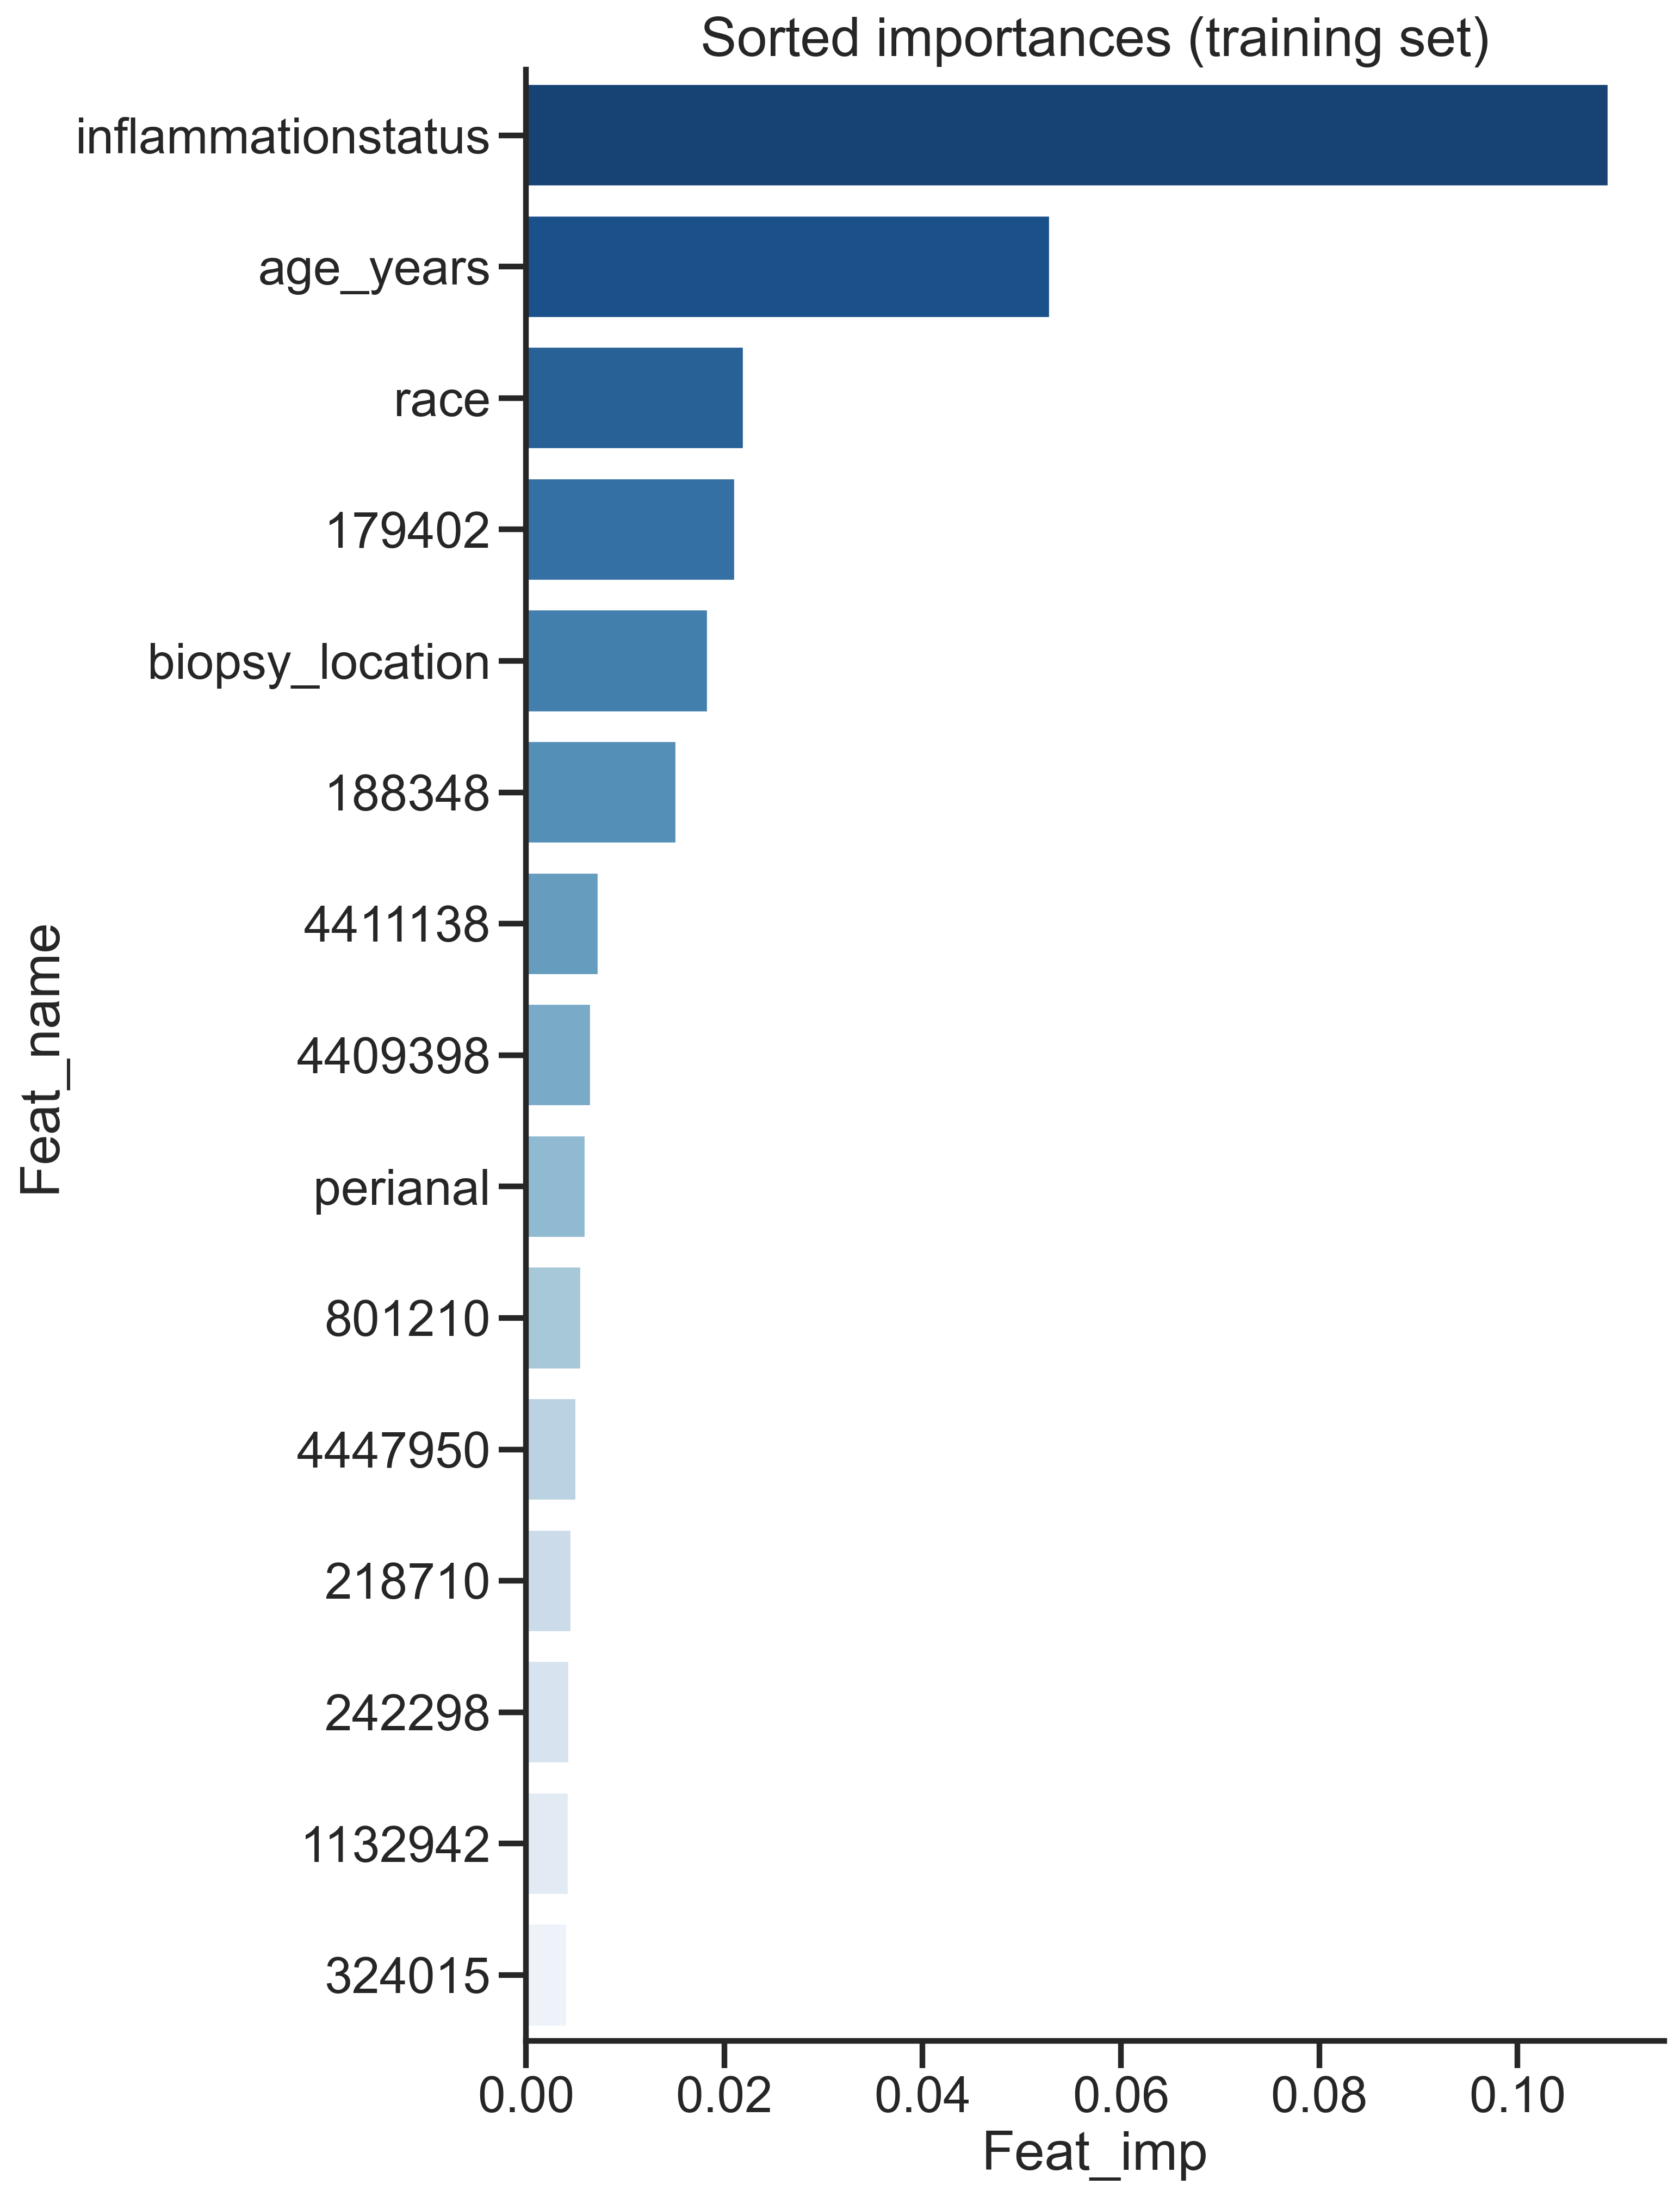 Sorted importances (training set)
inflammationstatus
age_years
race
179402
biopsy_location
188348
4411138
4409398
perianal
801210
4447950
218710
242298
1132942
324015
Feat_name
0.00 0.02 0.04 0.06 0.08 0.10
Feat_imp